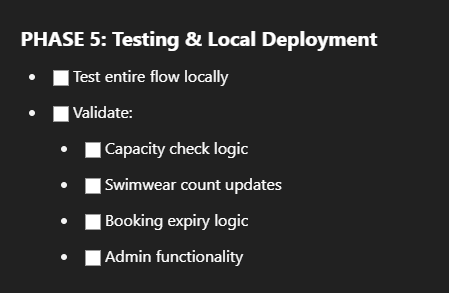 PHASE 5: Testing & Local Deployment
Test entire flow locally
Validate:
Capacity check logic
Swimwear count updates
Booking expiry logic
Admin functionality